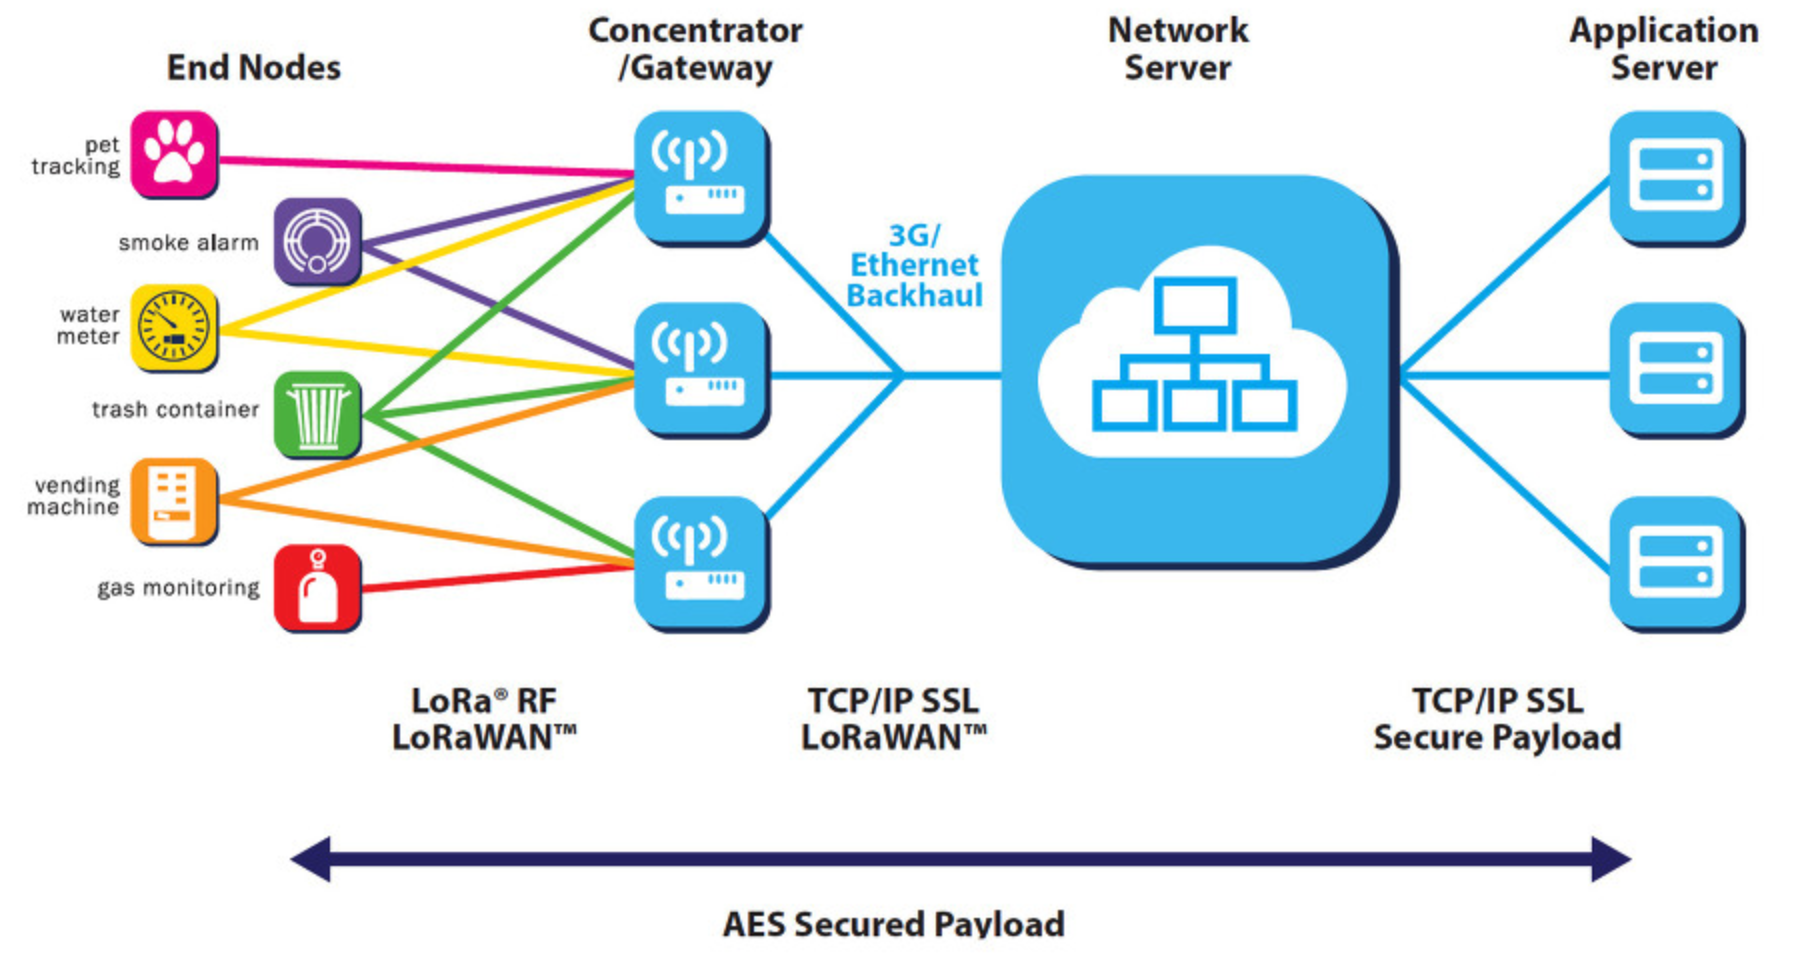 End Nodes
Concentrator
/Gateway
Network
Server
Application
Server
pet
tracking
smoke alarm
water
meter
trash container
vending
machine
gas monitoring
3G/
Ethernet
Backhaul
LoRa® RF
LoRaWAN™
TCP/IP SSL
LoRaWAN™
TCP/IP SSL
Secure Payload
AES Secured Payload